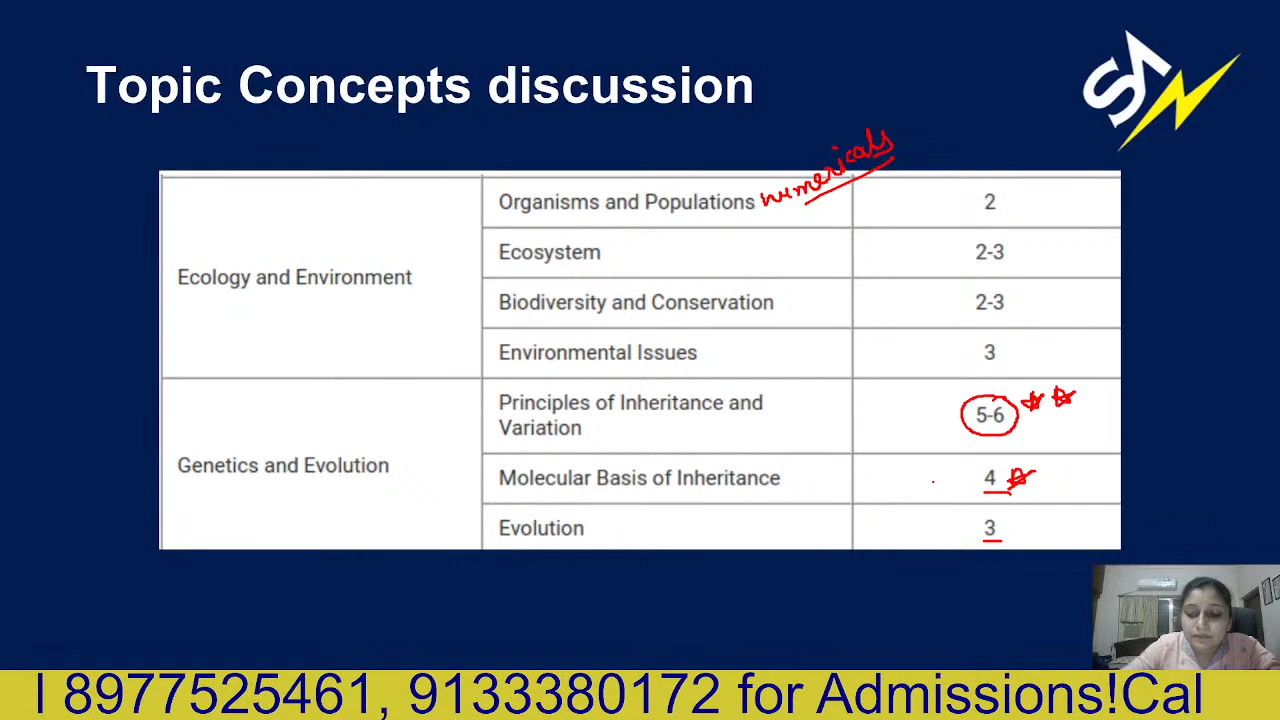 Topic Concepts discussion
SAN
numericals
Organisms and Populations 2
Ecosystem 2-3
Ecology and Environment
Biodiversity and Conservation 2-3
Environmental Issues 3
Principles of Inheritance and
Variation 5-6
Genetics and Evolution
Molecular Basis of Inheritance 4
Evolution 3
l 8977525461, 9133380172 for Admissions!Cal